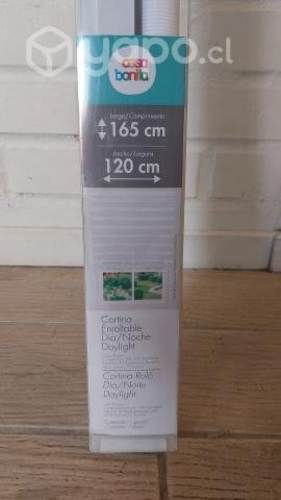 yapo.cl
casa
bonita
Largo/Comprimento
165 cm
Ancho/Largura
120 cm
Cortina
Enrollable
Día/Noche
Daylight
Cortina Rolô
Dia/Noite
Daylight